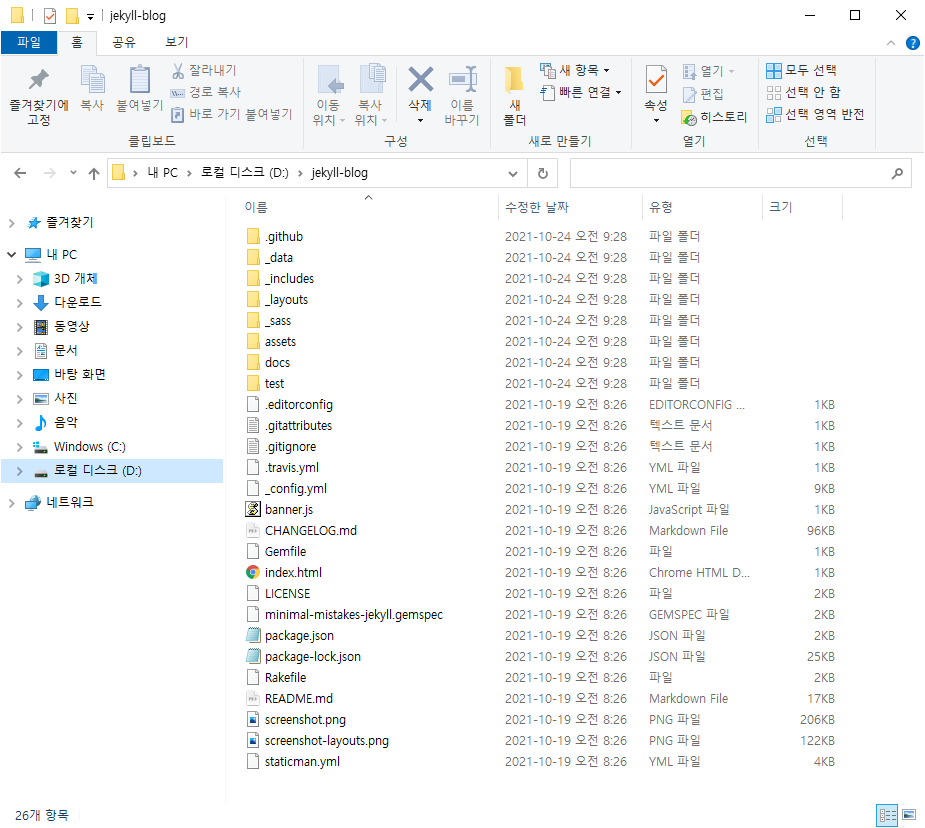 jekyll-blog
파일 홈 공유 보기
즐겨찾기에 고정
복사
붙여넣기
잘라내기
경로 복사
바로 가기 붙여넣기
클립보드
이동 위치
복사 위치
삭제
이름 바꾸기
구성
새 폴더
새 항목
빠른 연결
새로 만들기
속성
열기
편집
히스토리
열기
모두 선택
선택 안 함
선택 영역 반전
선택
내 PC > 로컬 디스크 (D:) > jekyll-blog
즐겨찾기
내 PC
3D 개체
다운로드
동영상
문서
바탕 화면
사진
음악
Windows (C:)
로컬 디스크 (D:)
네트워크
이름 수정한 날짜 유형 크기
.github 2021-10-24 오전 9:28 파일 폴더
_data 2021-10-24 오전 9:28 파일 폴더
_includes 2021-10-24 오전 9:28 파일 폴더
_layouts 2021-10-24 오전 9:28 파일 폴더
_sass 2021-10-24 오전 9:28 파일 폴더
assets 2021-10-24 오전 9:28 파일 폴더
docs 2021-10-24 오전 9:28 파일 폴더
test 2021-10-24 오전 9:28 파일 폴더
.editorconfig 2021-10-19 오전 8:26 EDITORCONFIG ... 1KB
.gitattributes 2021-10-19 오전 8:26 텍스트 문서 1KB
.gitignore 2021-10-19 오전 8:26 텍스트 문서 1KB
.travis.yml 2021-10-19 오전 8:26 YML 파일 1KB
_config.yml 2021-10-19 오전 8:26 YML 파일 9KB
banner.js 2021-10-19 오전 8:26 JavaScript 파일 1KB
CHANGELOG.md 2021-10-19 오전 8:26 Markdown File 96KB
Gemfile 2021-10-19 오전 8:26 파일 1KB
index.html 2021-10-19 오전 8:26 Chrome HTML D... 1KB
LICENSE 2021-10-19 오전 8:26 파일 2KB
minimal-mistakes-jekyll.gemspec 2021-10-19 오전 8:26 GEMSPEC 파일 2KB
package.json 2021-10-19 오전 8:26 JSON 파일 2KB
package-lock.json 2021-10-19 오전 8:26 JSON 파일 25KB
Rakefile 2021-10-19 오전 8:26 파일 2KB
README.md 2021-10-19 오전 8:26 Markdown File 17KB
screenshot.png 2021-10-19 오전 8:26 PNG 파일 206KB
screenshot-layouts.png 2021-10-19 오전 8:26 PNG 파일 122KB
staticman.yml 2021-10-19 오전 8:26 YML 파일 4KB
26개 항목